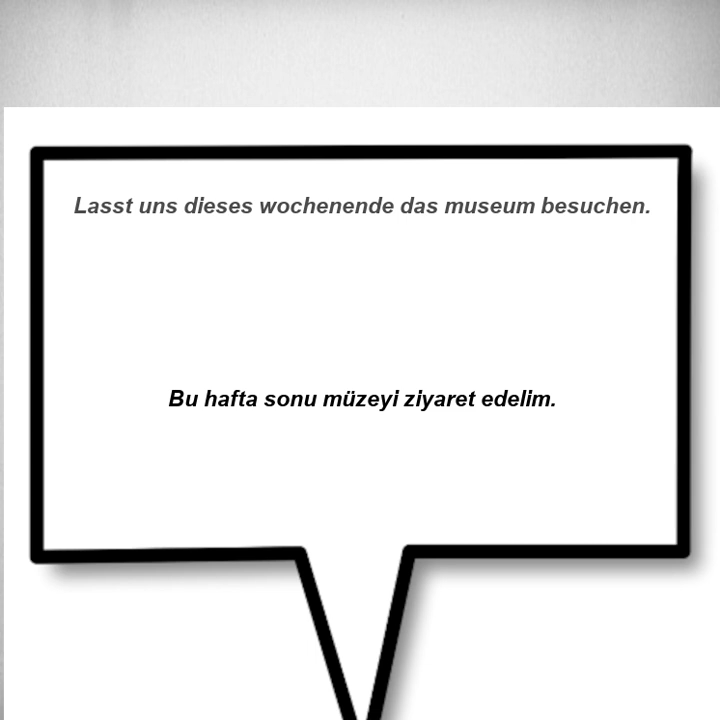 Lasst uns dieses wochenende das museum besuchen.
Bu hafta sonu müzeyi ziyaret edelim.